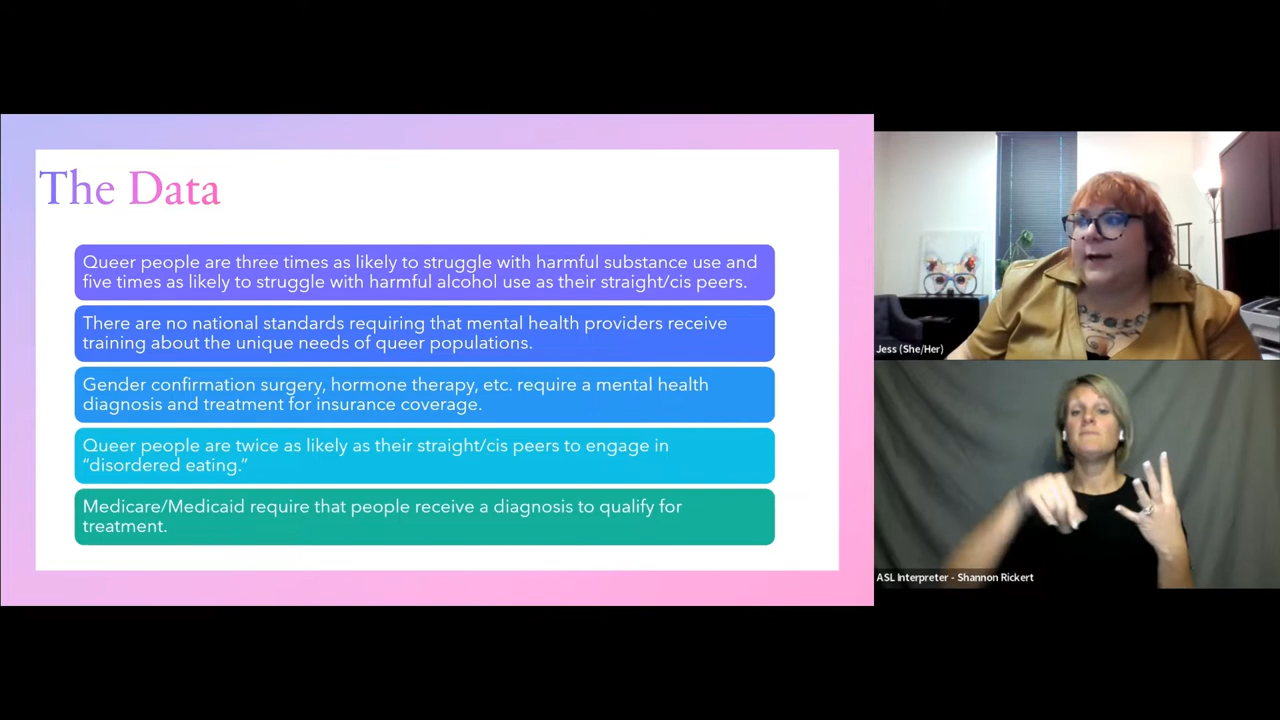 The Data
Queer people are three times as likely to struggle with harmful substance use and
five times as likely to struggle with harmful alcohol use as their straight/cis peers.
There are no national standards requiring that mental health providers receive
training about the unique needs of queer populations.
Gender confirmation surgery, hormone therapy, etc. require a mental health
diagnosis and treatment for insurance coverage.
Queer people are twice as likely as their straight/cis peers to engage in
“disordered eating.”
Medicare/Medicaid require that people receive a diagnosis to qualify for
treatment.
Jess (She/Her)
ASL Interpreter - Shannon Rickert